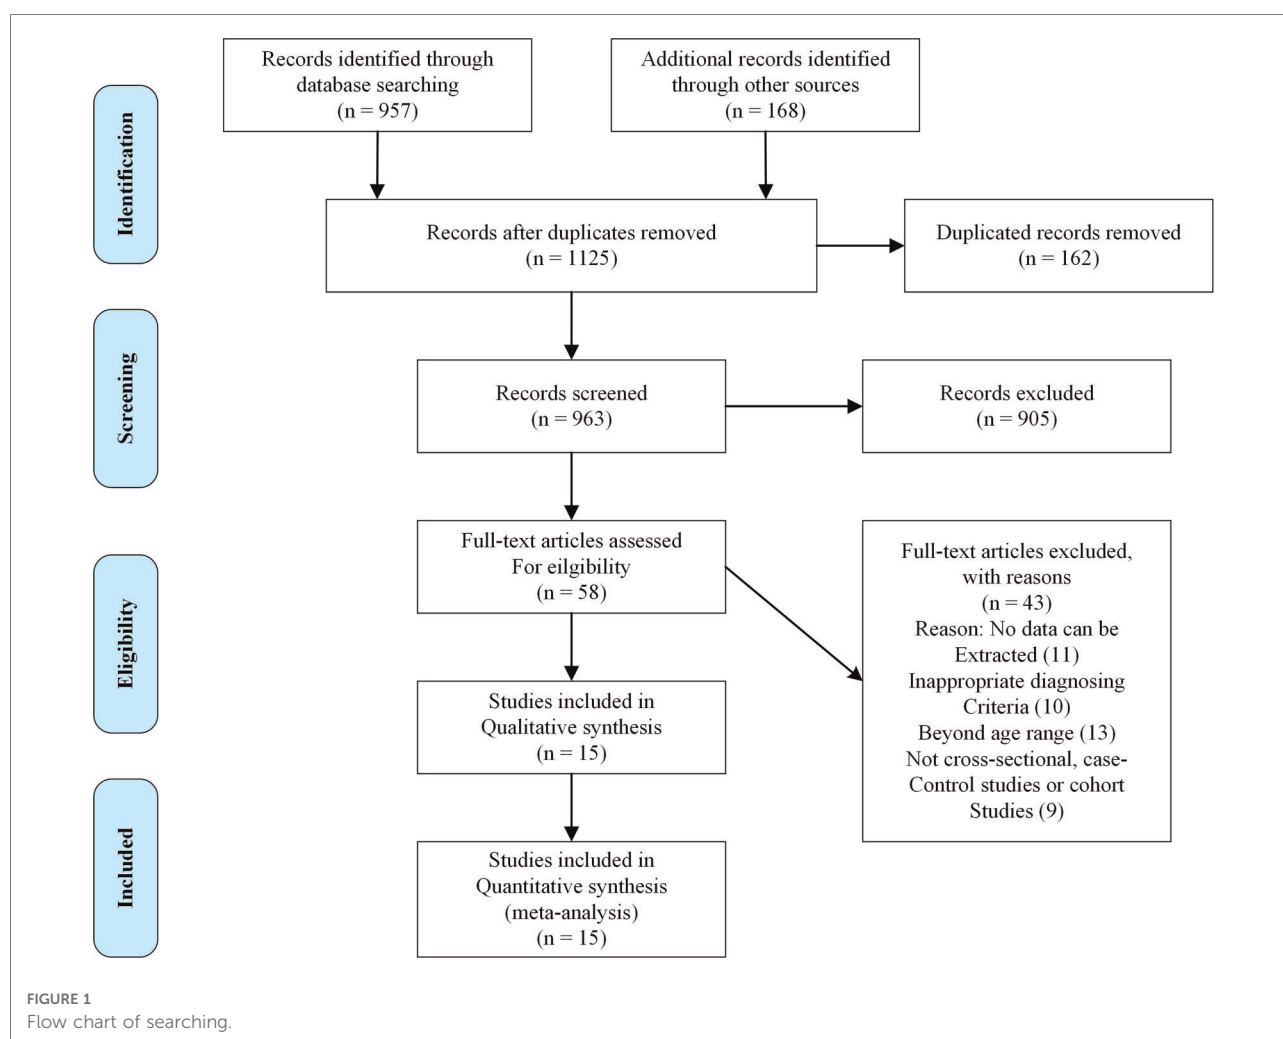 Records identified through
database searching
(n = 957)
Additional records identified
through other sources
(n = 168)
Identification
Records after duplicates removed
(n = 1125)
Duplicated records removed
(n = 162)
Screening
Records screened
(n = 963)
Records excluded
(n = 905)
Eligibility
Full-text articles assessed
For eilgibility
(n = 58)
Full-text articles excluded,
with reasons
(n = 43)
Reason: No data can be
Extracted (11)
Inappropriate diagnosing
Criteria (10)
Beyond age range (13)
Not cross-sectional, case-
Control studies or cohort
Studies (9)
Studies included in
Qualitative synthesis
(n = 15)
Included
Studies included in
Quantitative synthesis
(meta-analysis)
(n = 15)
FIGURE 1
Flow chart of searching.